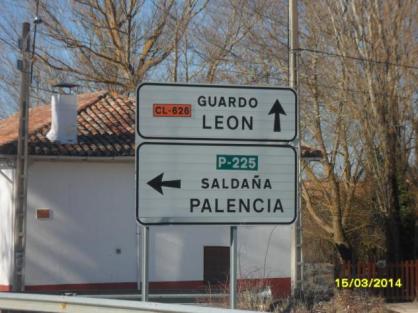 CL-626 GUARDO
LEON
P-225
SALDAÑA
PALENCIA
15/03/2014